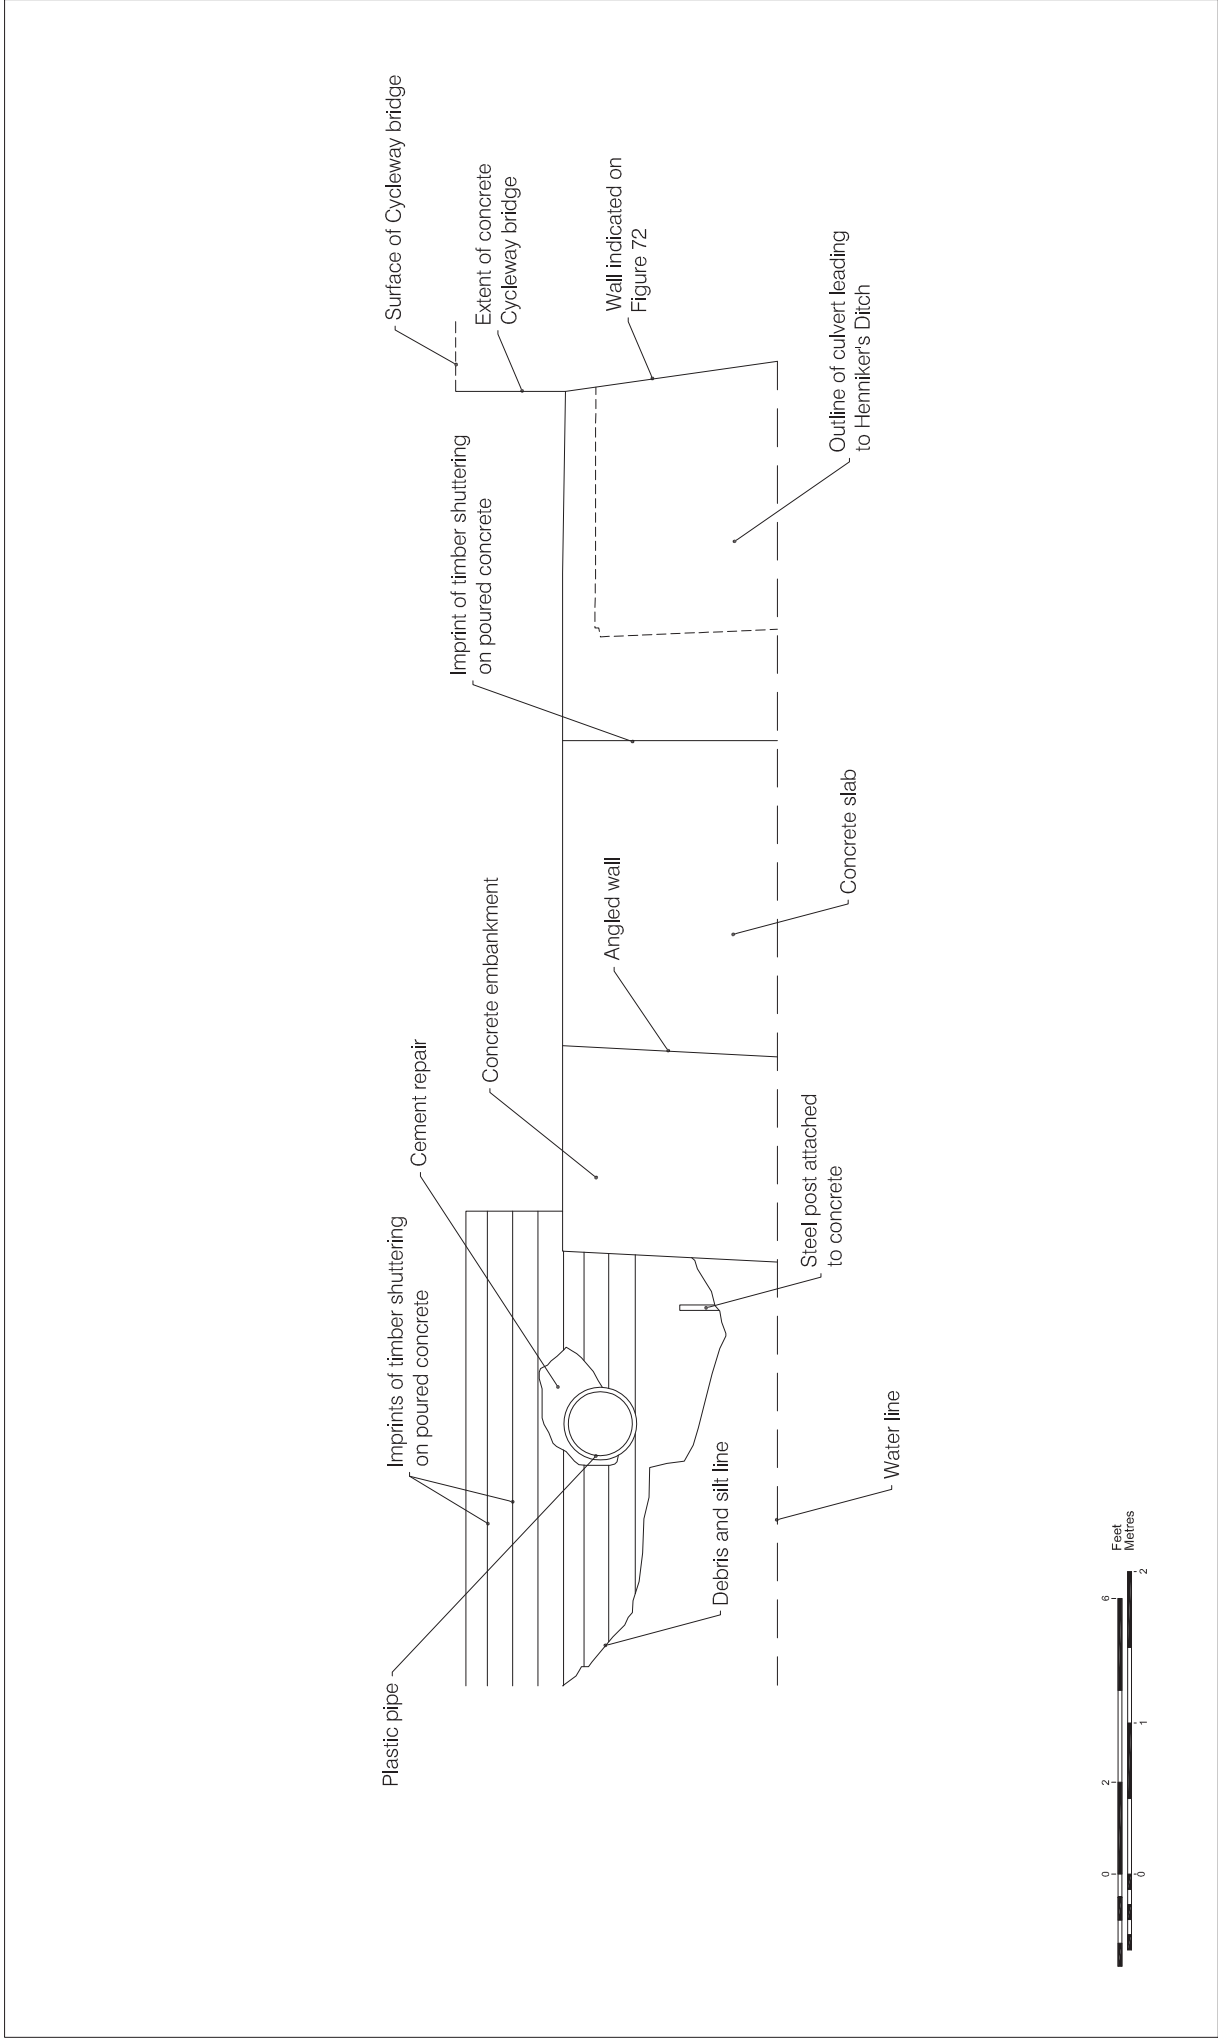 Surface of Cycleway bridge
Extent of concrete
Cycleway bridge
Wall indicated on
Figure 72
Outline of culvert leading
to Henniker's Ditch
Imprint of timber shuttering
on poured concrete
Concrete slab
Angled wall
Concrete embankment
Cement repair
Steel post attached
to concrete
Imprints of timber shuttering
on poured concrete
Water line
Debris and silt line
Plastic pipe
0 2 6 Feet
0 1 2 Metres